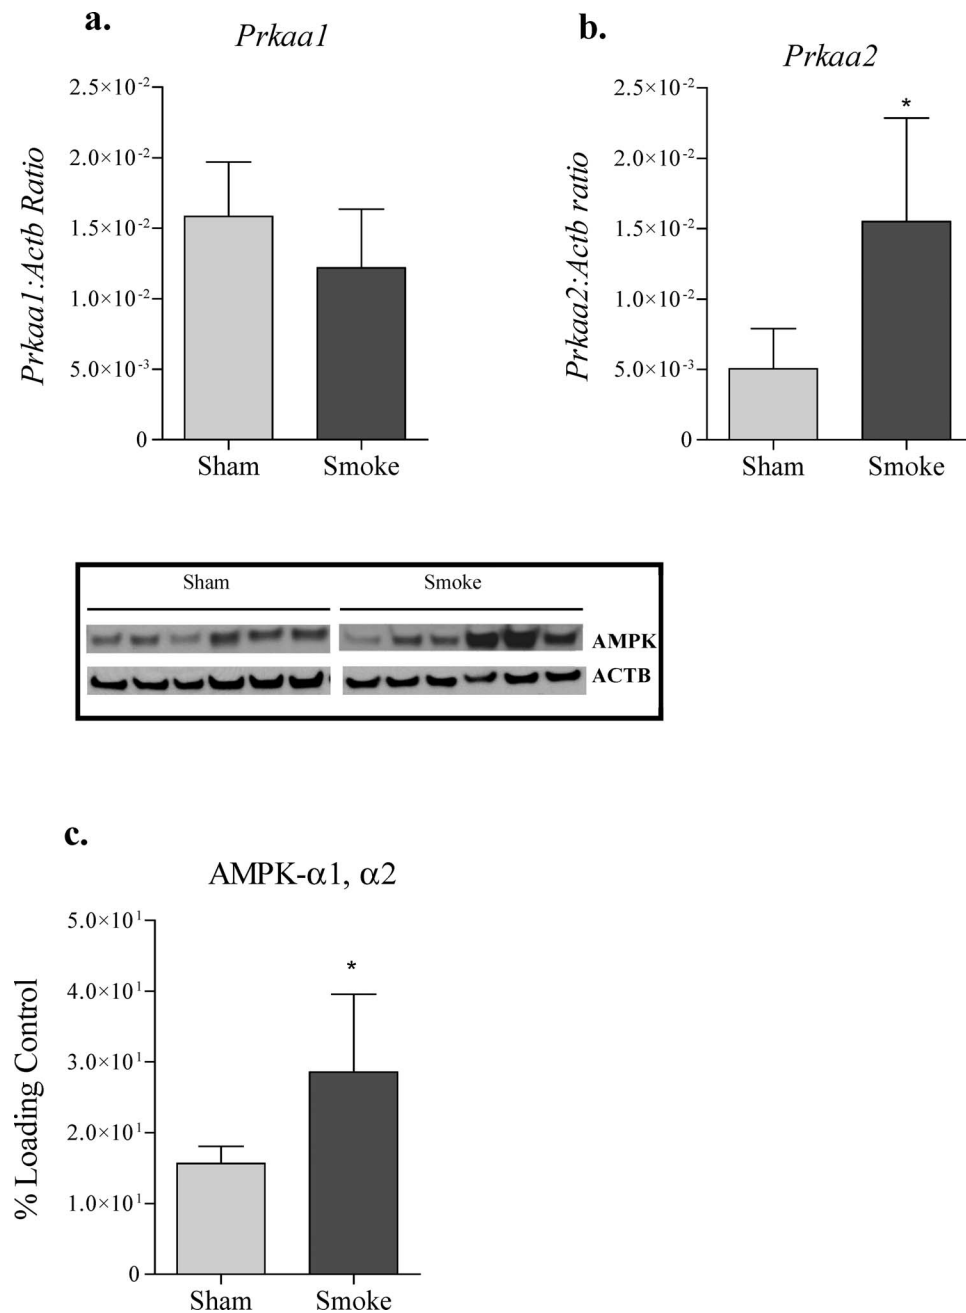 a.
Prkaa1
Prkaa1:Actb Ratio
2.5×10⁻²
2.0×10⁻²
1.5×10⁻²
1.0×10⁻²
5.0×10⁻³
0
Sham Smoke
b.
Prkaa2
Prkaa2:Actb ratio
2.5×10⁻²
2.0×10⁻²
1.5×10⁻²
1.0×10⁻²
5.0×10⁻³
0
*
Sham Smoke
Sham Smoke
AMPK
ACTB
c.
AMPK-α1, α2
% Loading Control
5.0×10¹
4.0×10¹
3.0×10¹
2.0×10¹
1.0×10¹
0
*
Sham Smoke